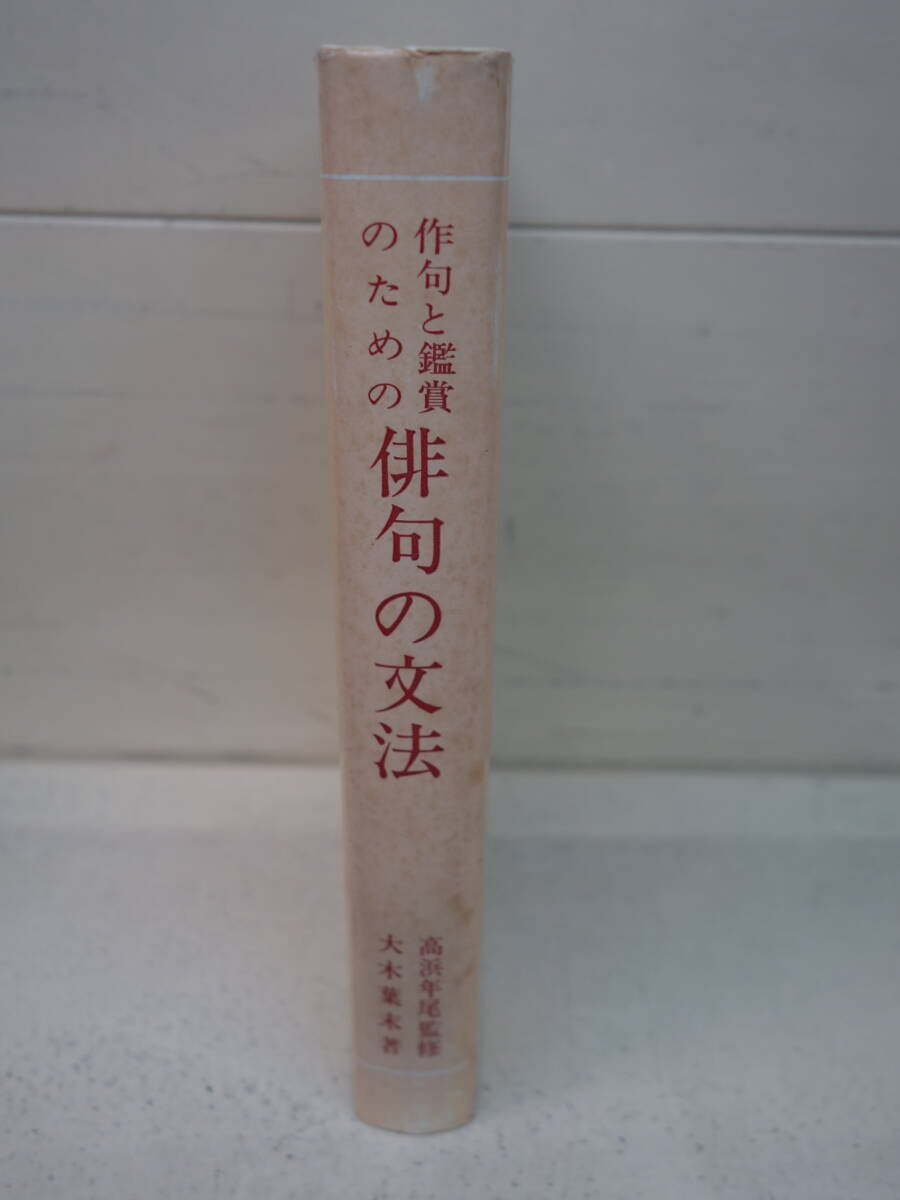 作句と鑑賞
のための
俳句の文法
高浜年尾監修
大木葉末著